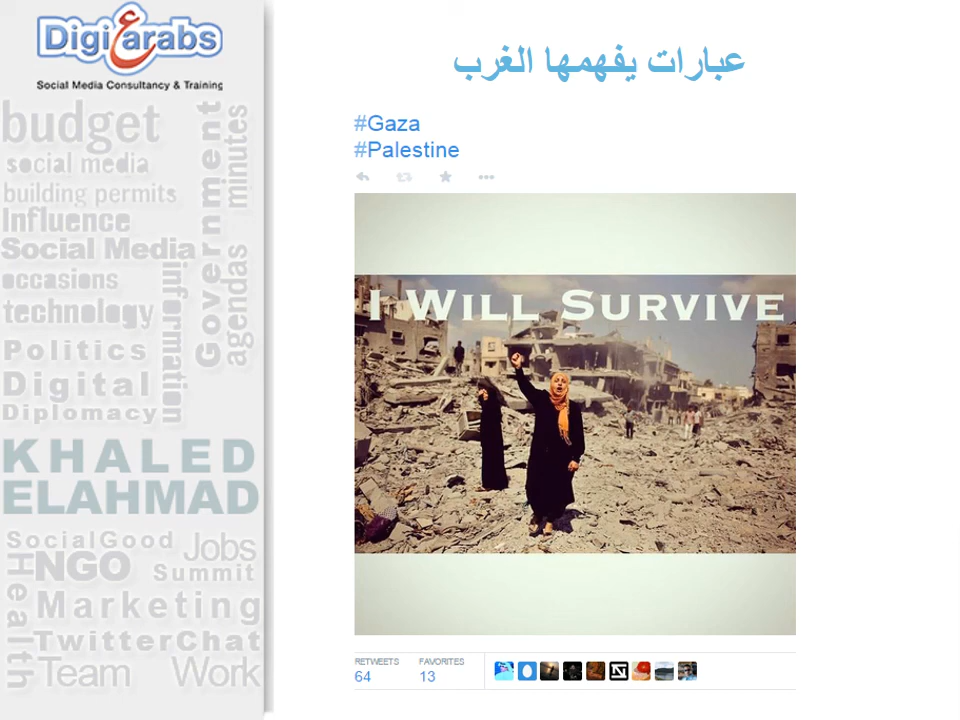 Digi عarabs
Social Media Consultancy & Training
budget
social media
building permits
Influence
Social Media
occasions
technology
Politics
Digital
Diplomacy
Government
minutes
agendas
information
KHALED
ELAHMAD
SocialGood
Jobs
NGO
Summit
Health
Marketing
TwitterChat
Team Work
عبارات يفهمها الغرب
#Gaza
#Palestine
I WILL SURVIVE
RETWEETS FAVORITES
64 13